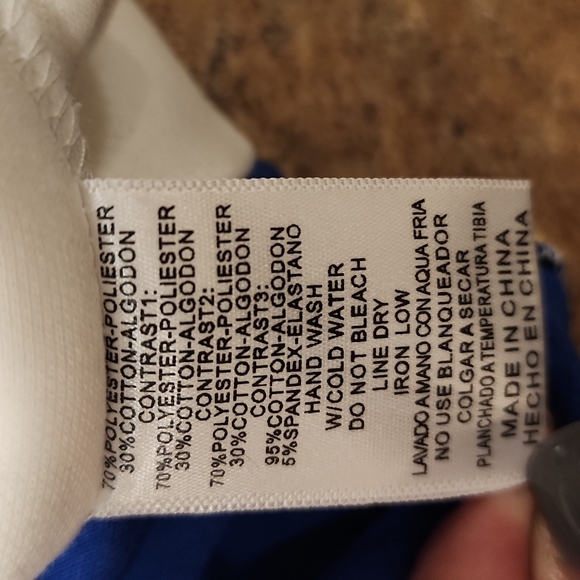 70%POLYESTER-POLIESTER
30%COTTON-ALGODON
CONTRAST1:
70%POLYESTER-POLIESTER
30%COTTON-ALGODON
CONTRAST2:
70%POLYESTER-POLIESTER
30%COTTON-ALGODON
CONTRAST3:
95%COTTON-ALGODON
5%SPANDEX-ELASTANO
HAND WASH
W/COLD WATER
DO NOT BLEACH
LINE DRY
IRON LOW
LAVADO A MANO CON AQUA FRIA
NO USE BLANQUEADOR
COLGAR A SECAR
PLANCHADO A TEMPERATURA TIBIA
MADE IN CHINA
HECHO EN CHINA